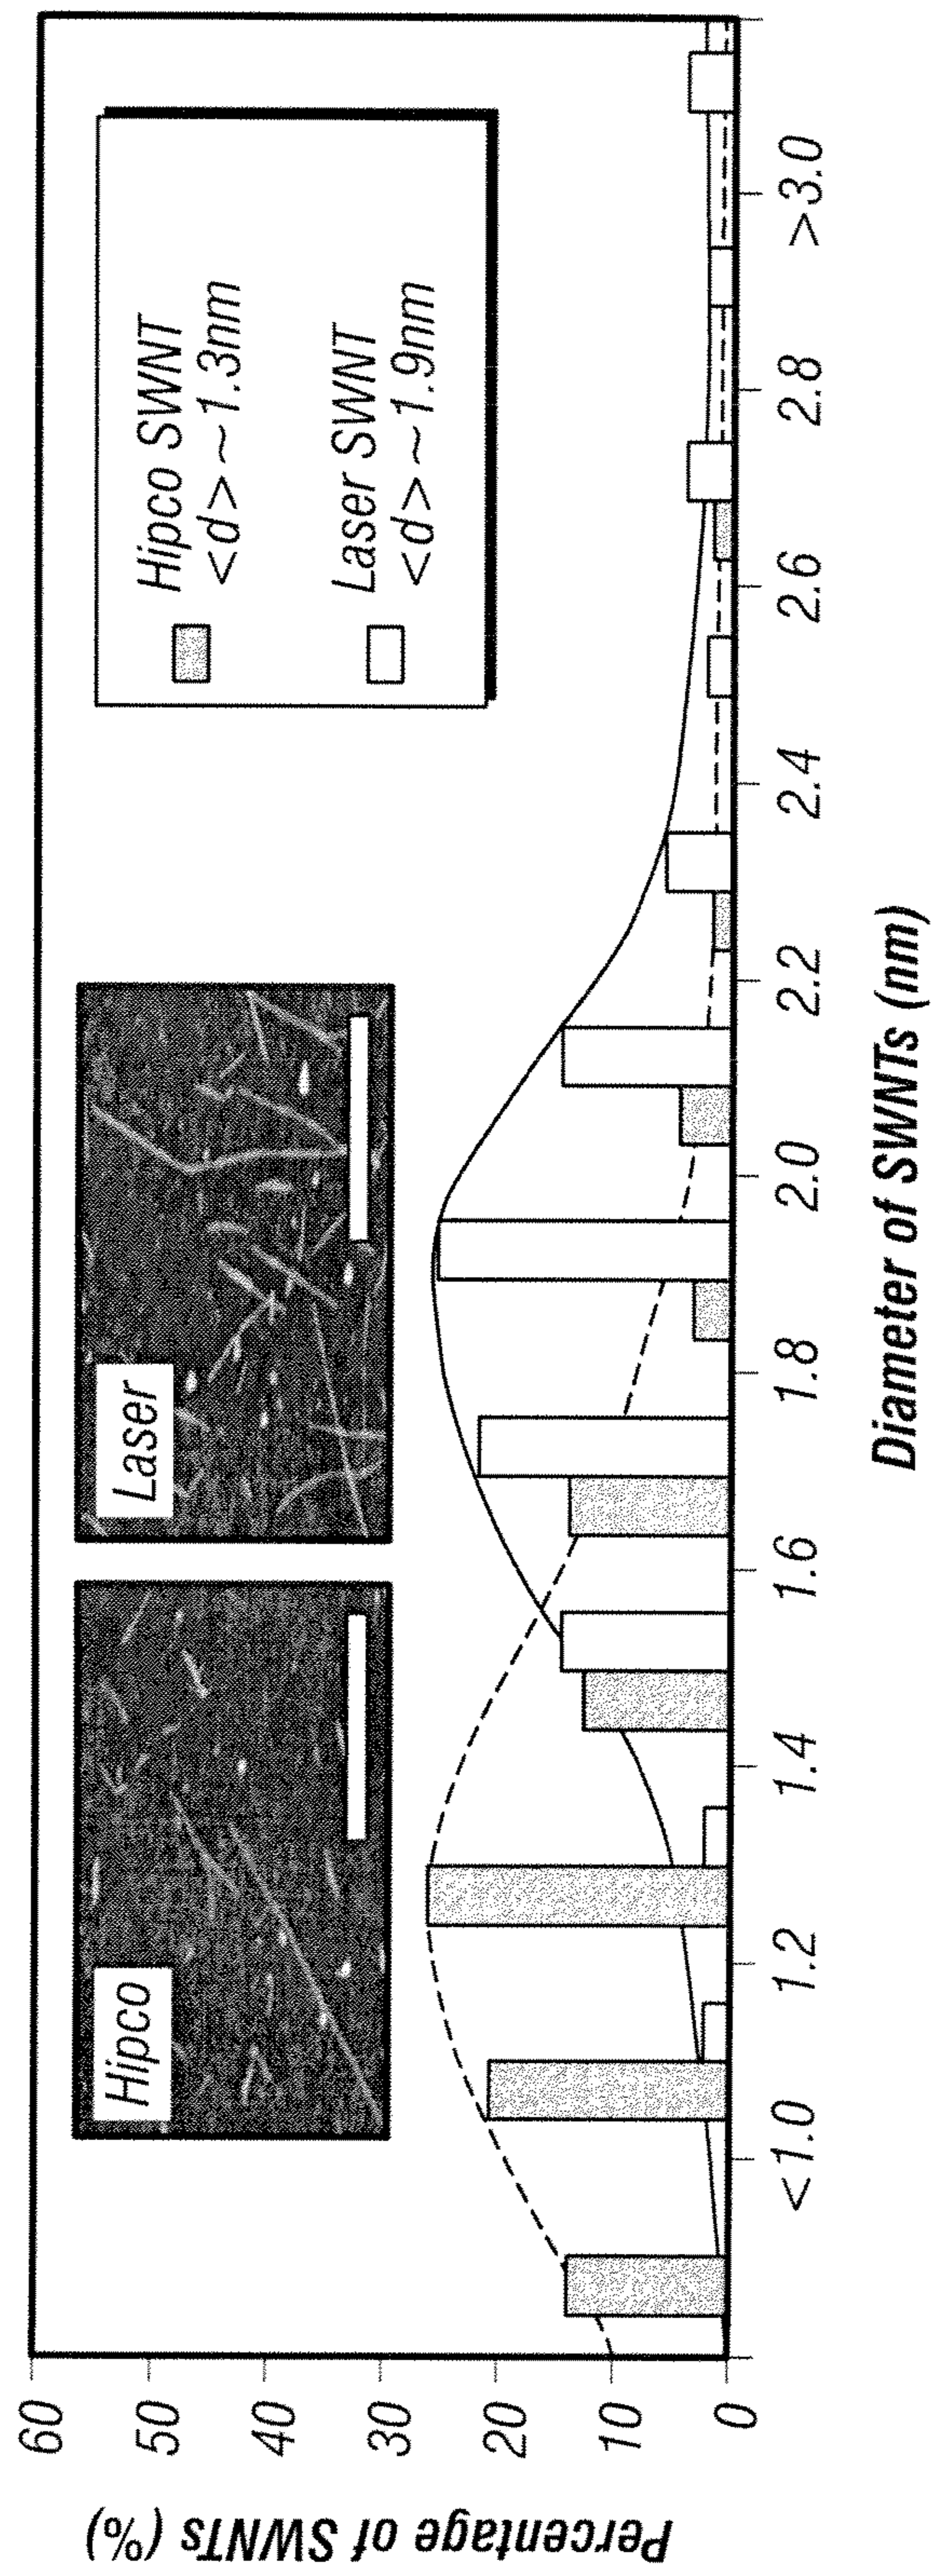 Percentage of SWNTs (%)
60
50
40
30
20
10
0
Hipco
Laser
Hipco SWNT
<d> ~ 1.3nm
Laser SWNT
<d> ~ 1.9nm
<1.0 1.2 1.4 1.6 1.8 2.0 2.2 2.4 2.6 2.8 >3.0
Diameter of SWNTs (nm)